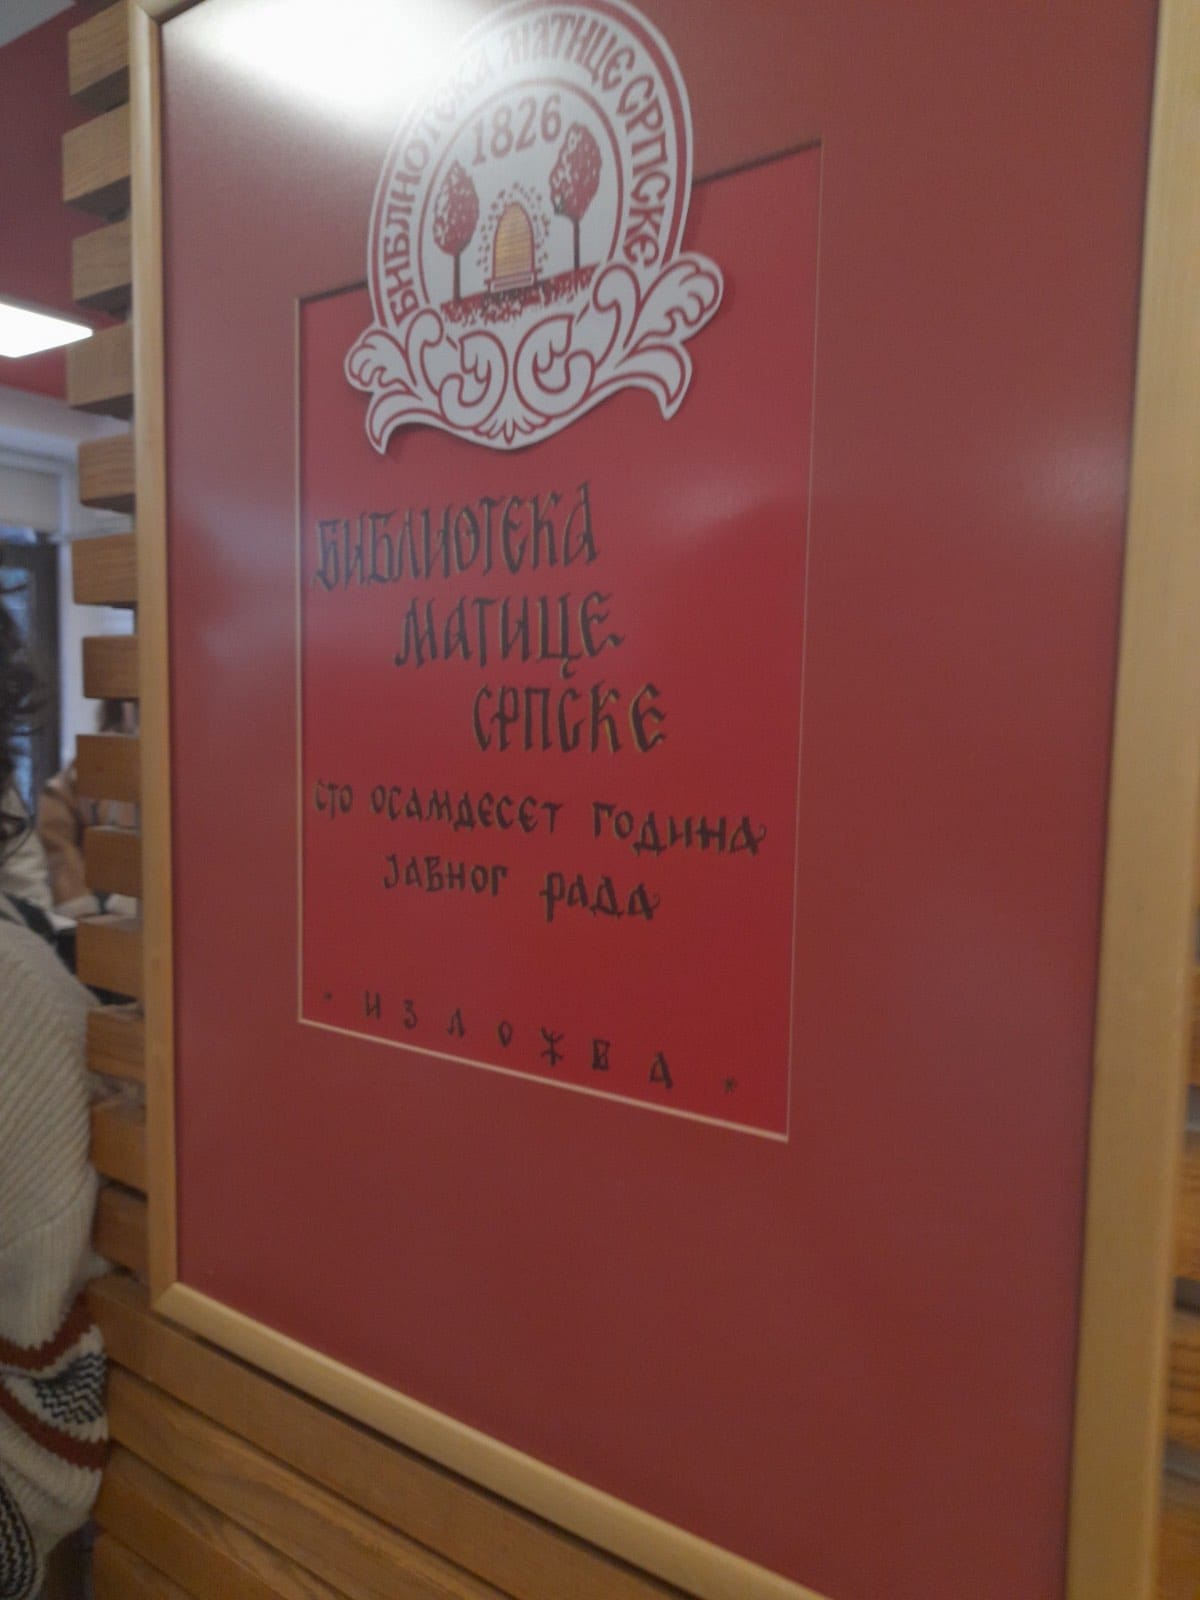 БИБЛИОТЕКА МАТИЦЕ СРПСКЕ
1826
БИБЛИОТЕКА
МАТИЦЕ
СРПСКЕ
сто осамдесет година
јавног рада
· ИЗЛОЖБА ·